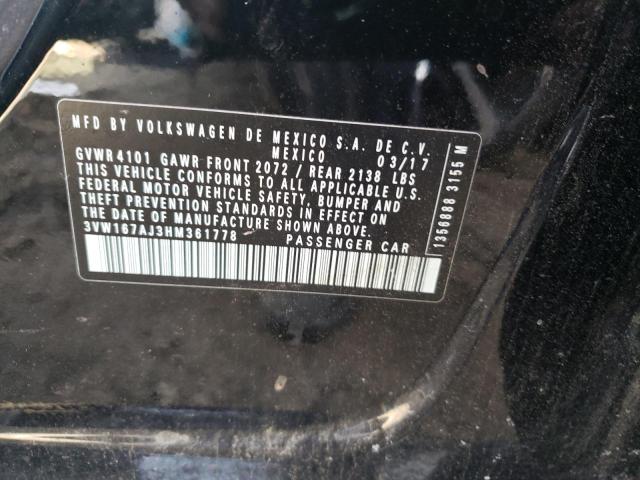 MFD BY VOLKSWAGEN DE MEXICO S.A. DE C.V.
MEXICO 03/17
GVWR 4101 GAWR FRONT 2072 / REAR 2138 LBS
THIS VEHICLE CONFORMS TO ALL APPLICABLE U.S.
FEDERAL MOTOR VEHICLE SAFETY, BUMPER AND
THEFT PREVENTION STANDARDS IN EFFECT ON
THE DATE OF MANUFACTURE SHOWN ABOVE.
3VW167AJ3HM361778 PASSENGER CAR
1356888 3155 M